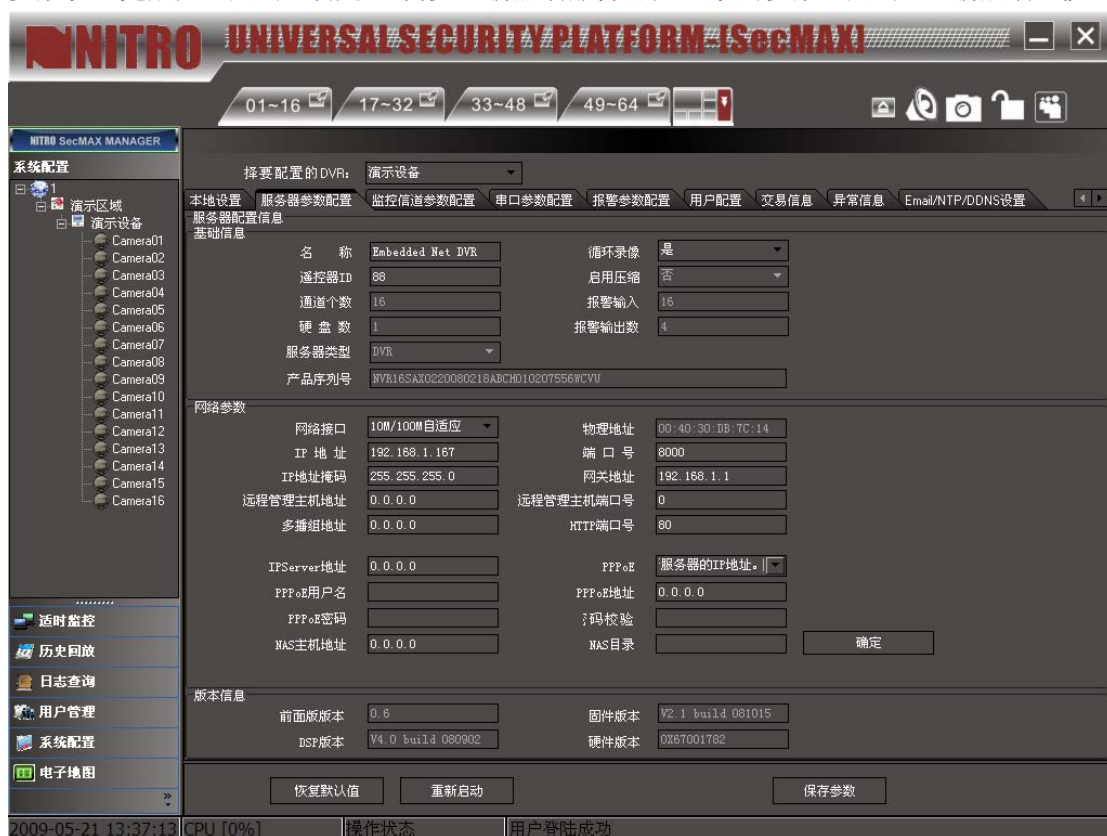 NITRO UNIVERSAL SECURITY PLATFORM-[SecMAX]
01~16 17~32 33~48 49~64
NITRO SecMAX MANAGER
系统配置
1
演示区域
演示设备
Camera01
Camera02
Camera03
Camera04
Camera05
Camera06
Camera07
Camera08
Camera09
Camera10
Camera11
Camera12
Camera13
Camera14
Camera15
Camera16
适时监控
历史回放
日志查询
用户管理
系统配置
电子地图
择要配置的DVR: 演示设备
本地设置 服务器参数配置 监控信道参数配置 串口参数配置 报警参数配置 用户配置 交易信息 异常信息 Email/NTP/DDNS设置
服务器配置信息
基础信息
名 称 Embedded Net DVR 循环录像 是
遥控器ID 88 启用压缩 否
通道个数 16 报警输入 16
硬 盘 数 1 报警输出数 4
服务器类型 DVR
产品序列号 NVR16SAX0220080218ABCH010207556WCVU
网络参数
网络接口 10M/100M自适应 物理地址 00:40:30:DB:7C:14
IP 地 址 192.168.1.167 端 口 号 8000
IP地址掩码 255.255.255.0 网关地址 192.168.1.1
远程管理主机地址 0.0.0.0 远程管理主机端口号 0
多播组地址 0.0.0.0 HTTP端口号 80
IPServer地址 0.0.0.0 PPPoE 服务器的IP地址。
PPPoE用户名 PPPoE地址 0.0.0.0
PPPoE密码 码校验
NAS主机地址 0.0.0.0 NAS目录 确定
版本信息
前面版版本 0.6 固件版本 V2.1 build 081015
DSP版本 V4.0 build 080902 硬件版本 0X67001782
恢复默认值 重新启动 保存参数
2009-05-21 13:37:13 CPU [0%] 操作状态 用户登陆成功